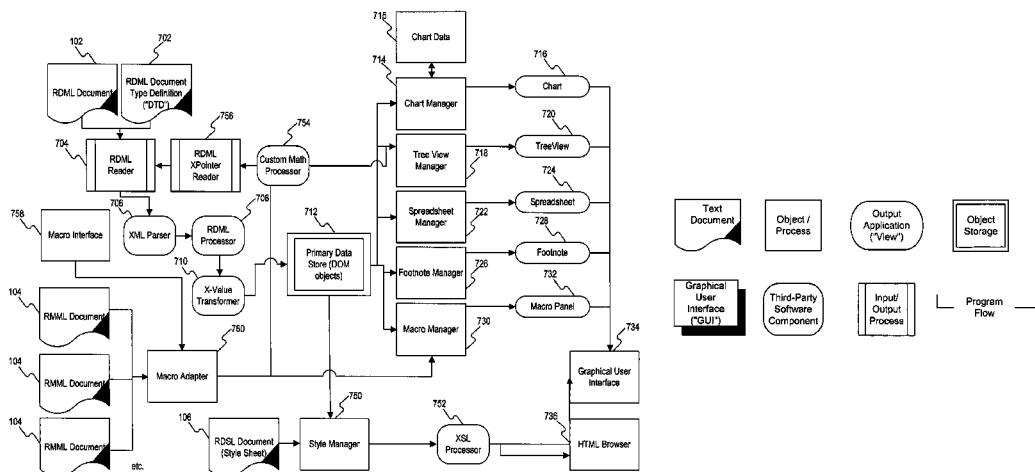 102
702
RDML Document
RDML Document
Type Definition
("DTD")
715
Chart Data
714
Chart Manager
716
Chart
704
RDML
Reader
756
RDML
XPointer
Reader
754
Custom Math
Processor
Tree View
Manager
718
720
TreeView
758
Macro Interface
706
XML Parser
708
RDML
Processor
710
X-Value
Transformer
712
Primary Data
Store (DOM
objects)
Spreadsheet
Manager
722
724
Spreadsheet
Footnote Manager
726
728
Footnote
Macro Manager
730
732
Macro Panel
104
RMML Document
104
RMML Document
104
RMML Document
etc.
760
Macro Adapter
106
RDSL Document
(Style Sheet)
750
Style Manager
752
XSL
Processor
734
Graphical User
Interface
736
HTML Browser
Text
Document
Object /
Process
Output
Application
("View")
Object
Storage
Graphical
User
Interface
("GUI")
Third-Party
Software
Component
Input/
Output
Process
Program
Flow